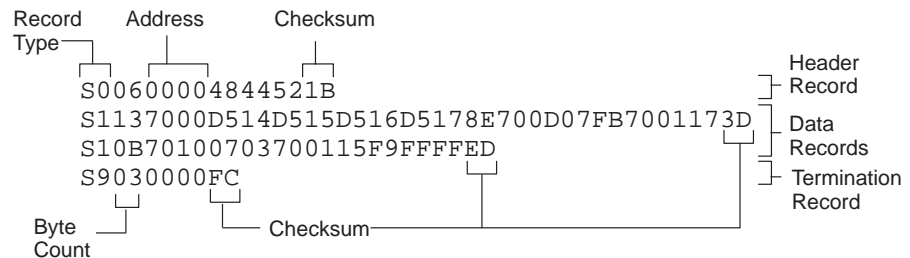 Record Type
Address
Checksum
S00600004844521B
Header Record
S1137000D514D515D516D5178E700D07FB7001173D
Data Records
S10B70100703700115F9FFFFED
S9030000FC
Termination Record
Byte Count
Checksum